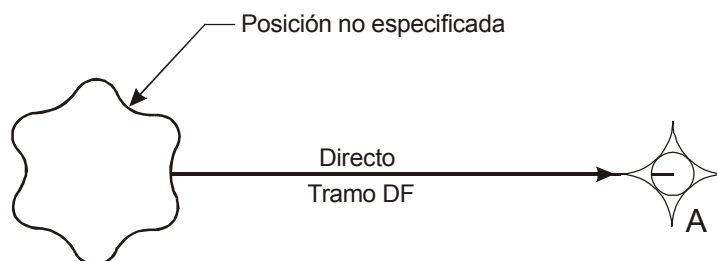 Posición no especificada
Directo
Tramo DF
A